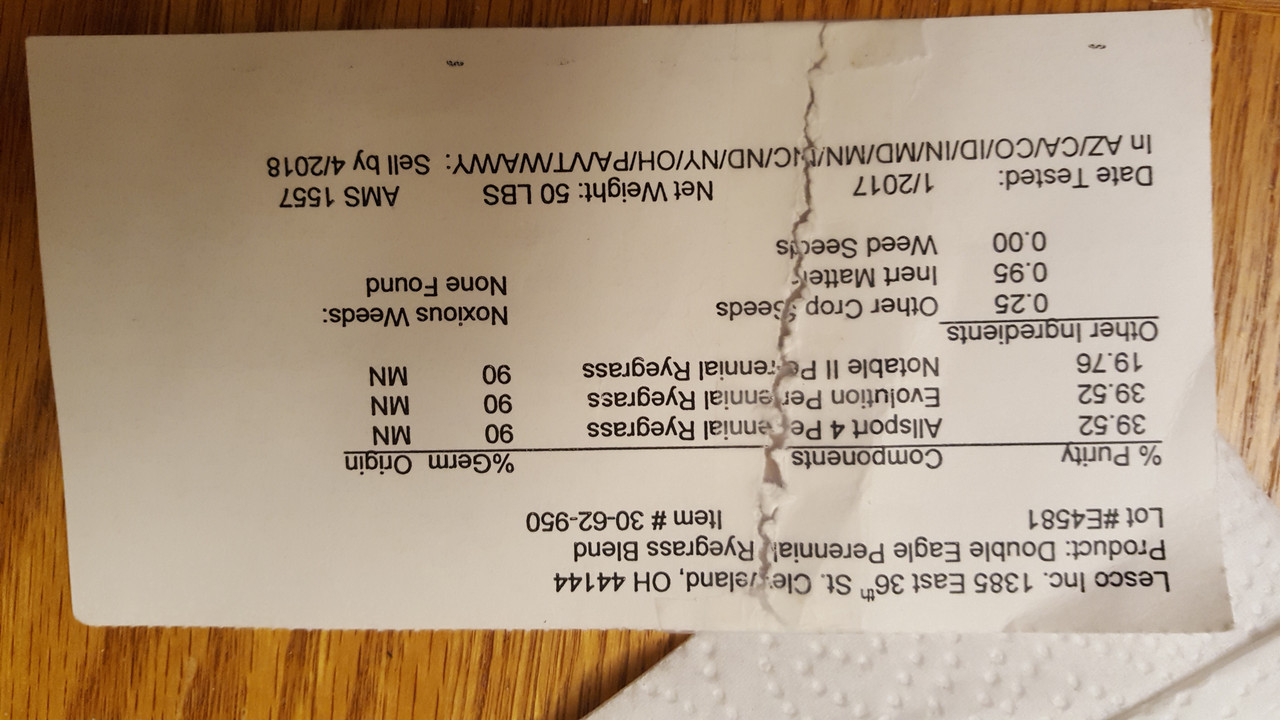 Lesco Inc. 1385 East 36th St. Cleveland, OH 44144
Product: Double Eagle Perennial Ryegrass Blend
Lot #E4581 Item # 30-62-950
% Purity Components %Germ Origin
39.52 Allsport 4 Perennial Ryegrass 90 MN
39.52 Evolution Perennial Ryegrass 90 MN
19.76 Notable II Perennial Ryegrass 90 MN
Other Ingredients
0.25 Other Crop Seeds Noxious Weeds:
0.95 Inert Matter None Found
0.00 Weed Seeds
Date Tested: 1/2017 Net Weight: 50 LBS AMS 1557
In AZ/CA/CO/ID/IN/MD/MN/ /ND/NY/OH/PA/VT/WA/WY: Sell by 4/2018